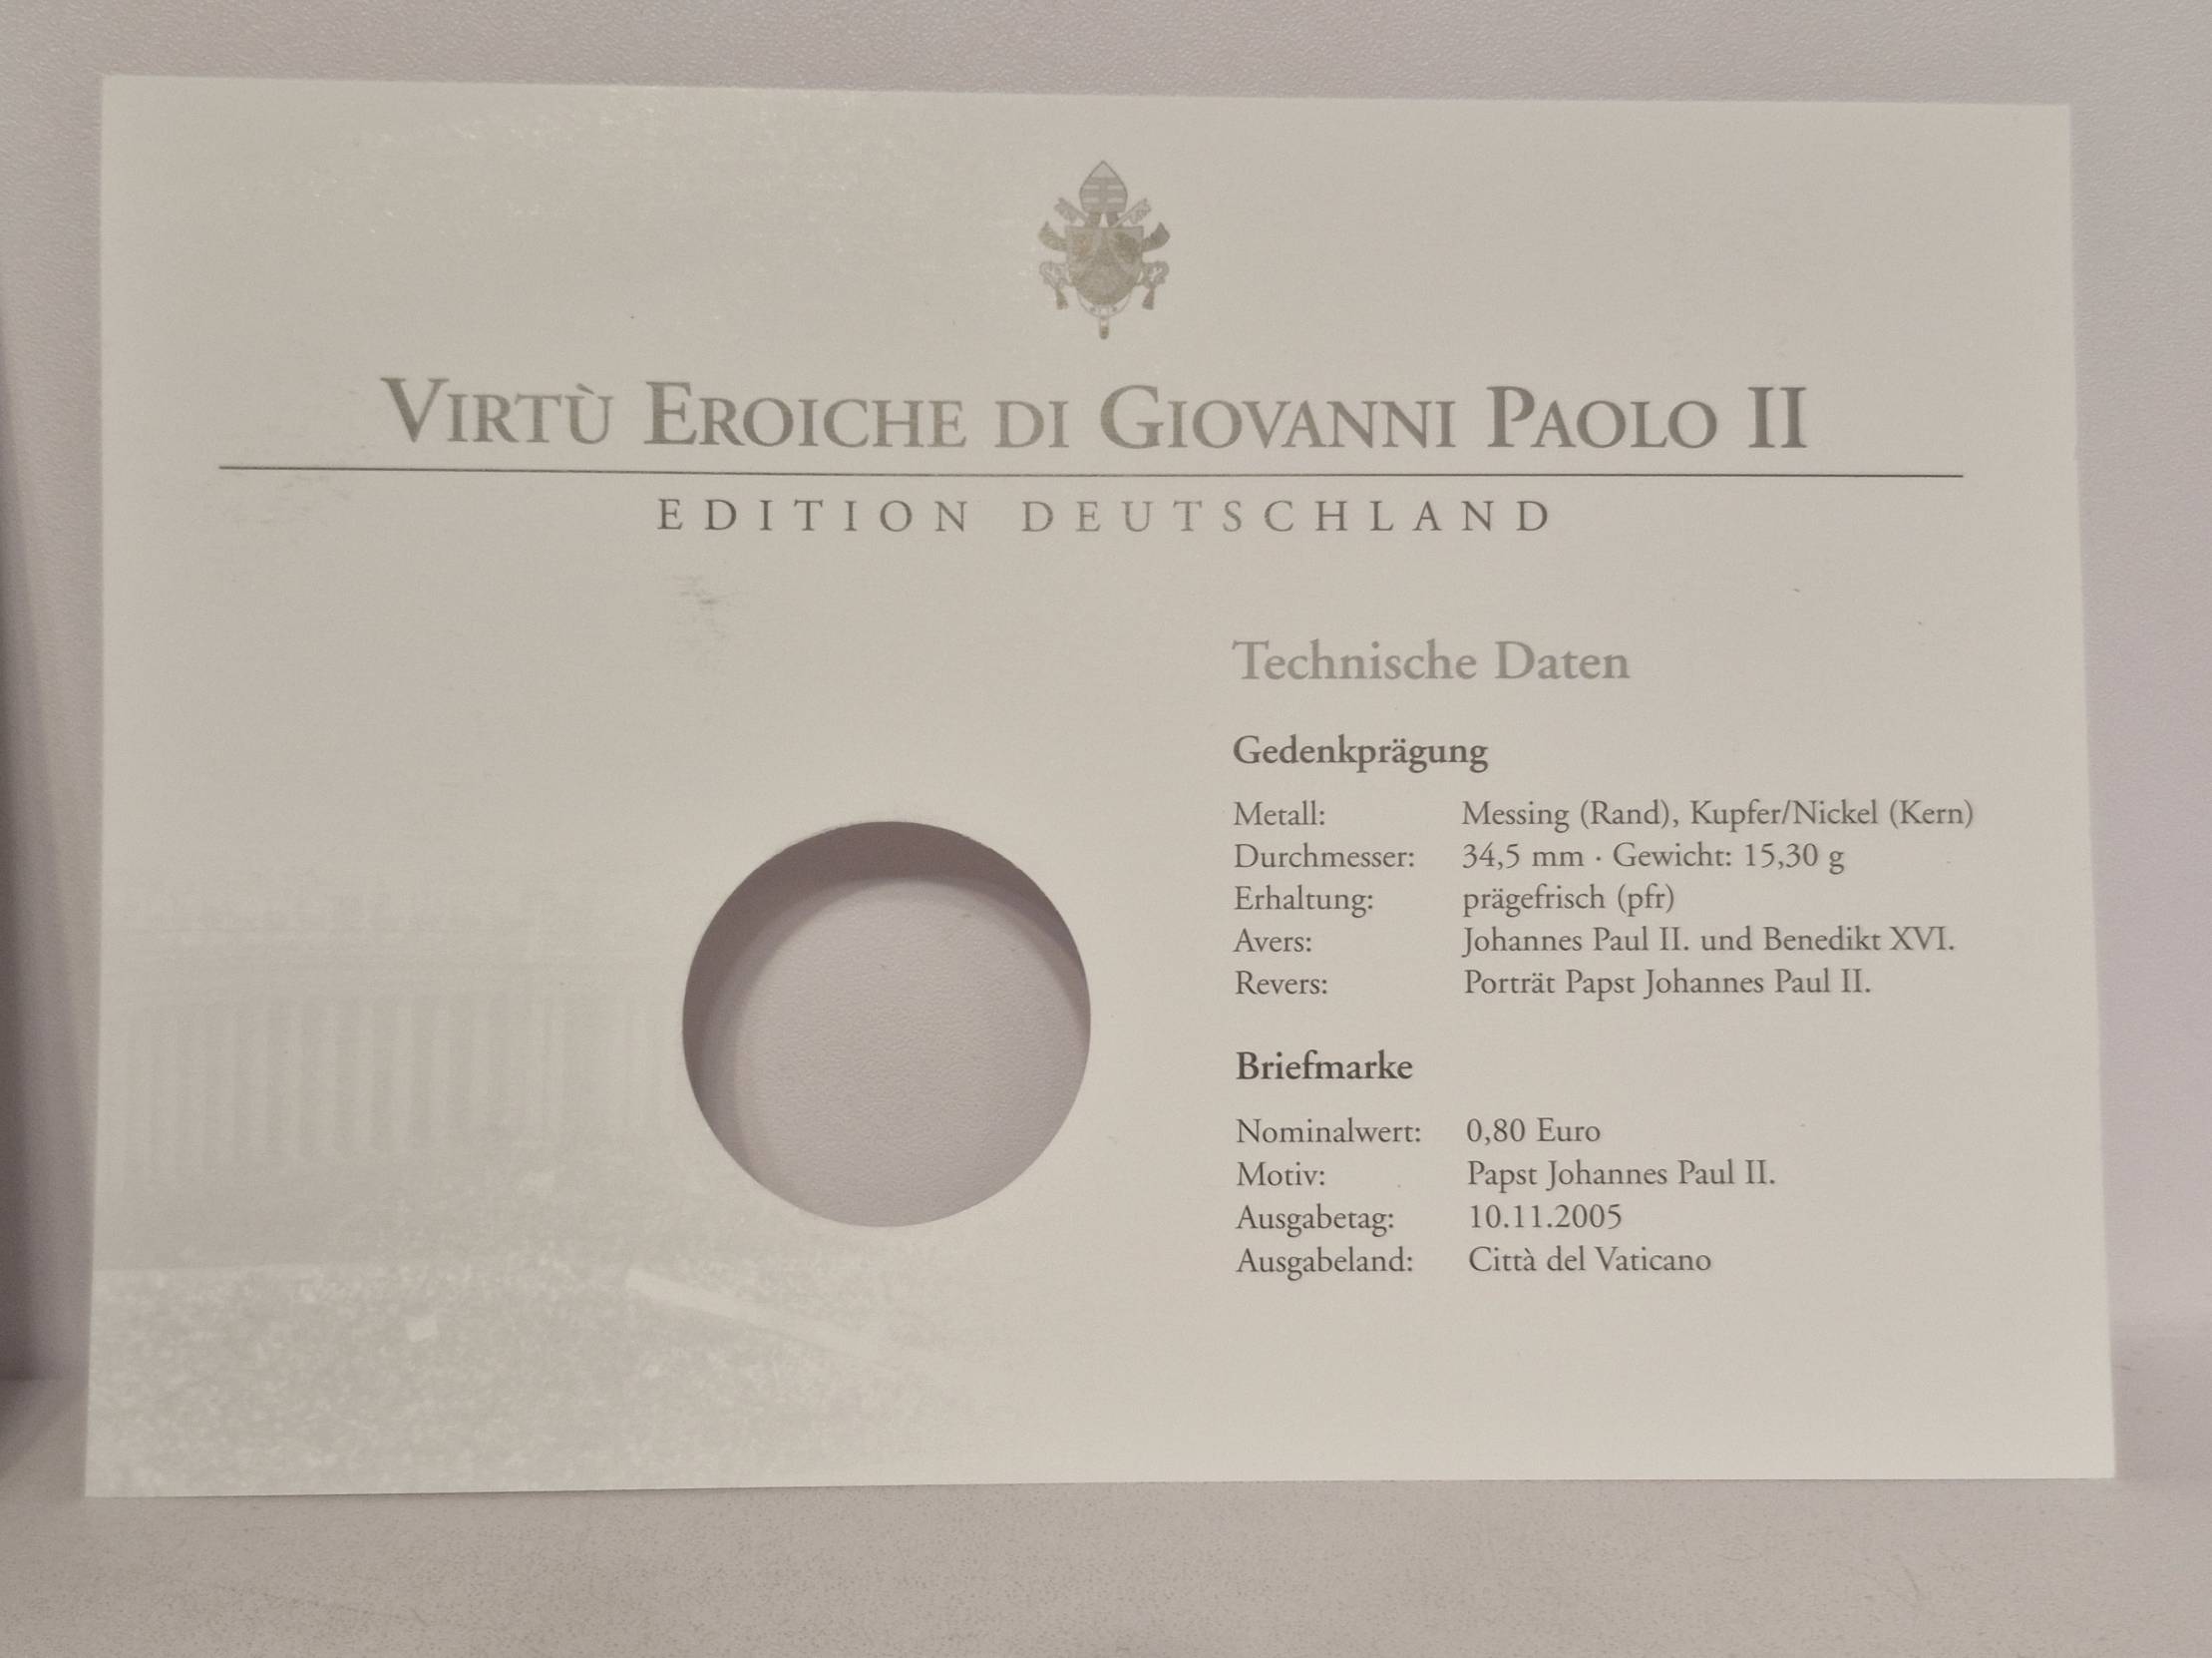 VIRTÙ EROICHE DI GIOVANNI PAOLO II
EDITION DEUTSCHLAND
Technische Daten
Gedenkprägung
Metall: Messing (Rand), Kupfer/Nickel (Kern)
Durchmesser: 34,5 mm · Gewicht: 15,30 g
Erhaltung: prägefrisch (pfr)
Avers: Johannes Paul II. und Benedikt XVI.
Revers: Porträt Papst Johannes Paul II.
Briefmarke
Nominalwert: 0,80 Euro
Motiv: Papst Johannes Paul II.
Ausgabetag: 10.11.2005
Ausgabeland: Città del Vaticano